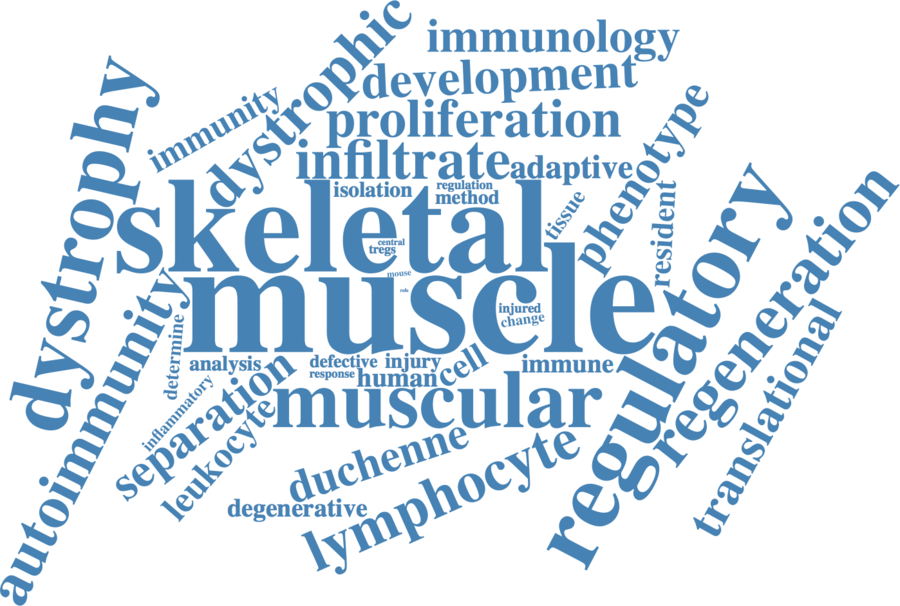 immunology
dystrophic
development
dystrophy
immunity
proliferation
phenotype
infiltrate
adaptive
isolation
regulation
method
skeletal
tissue
resident
regulatory
regeneration
central
tregs
mouse
muscle
role
injured
change
autoimmunity
determine
analysis
defective
injury
cell
immune
response
human
translational
inflammatory
separation
leukocyte
muscular
duchenne
lymphocyte
degenerative